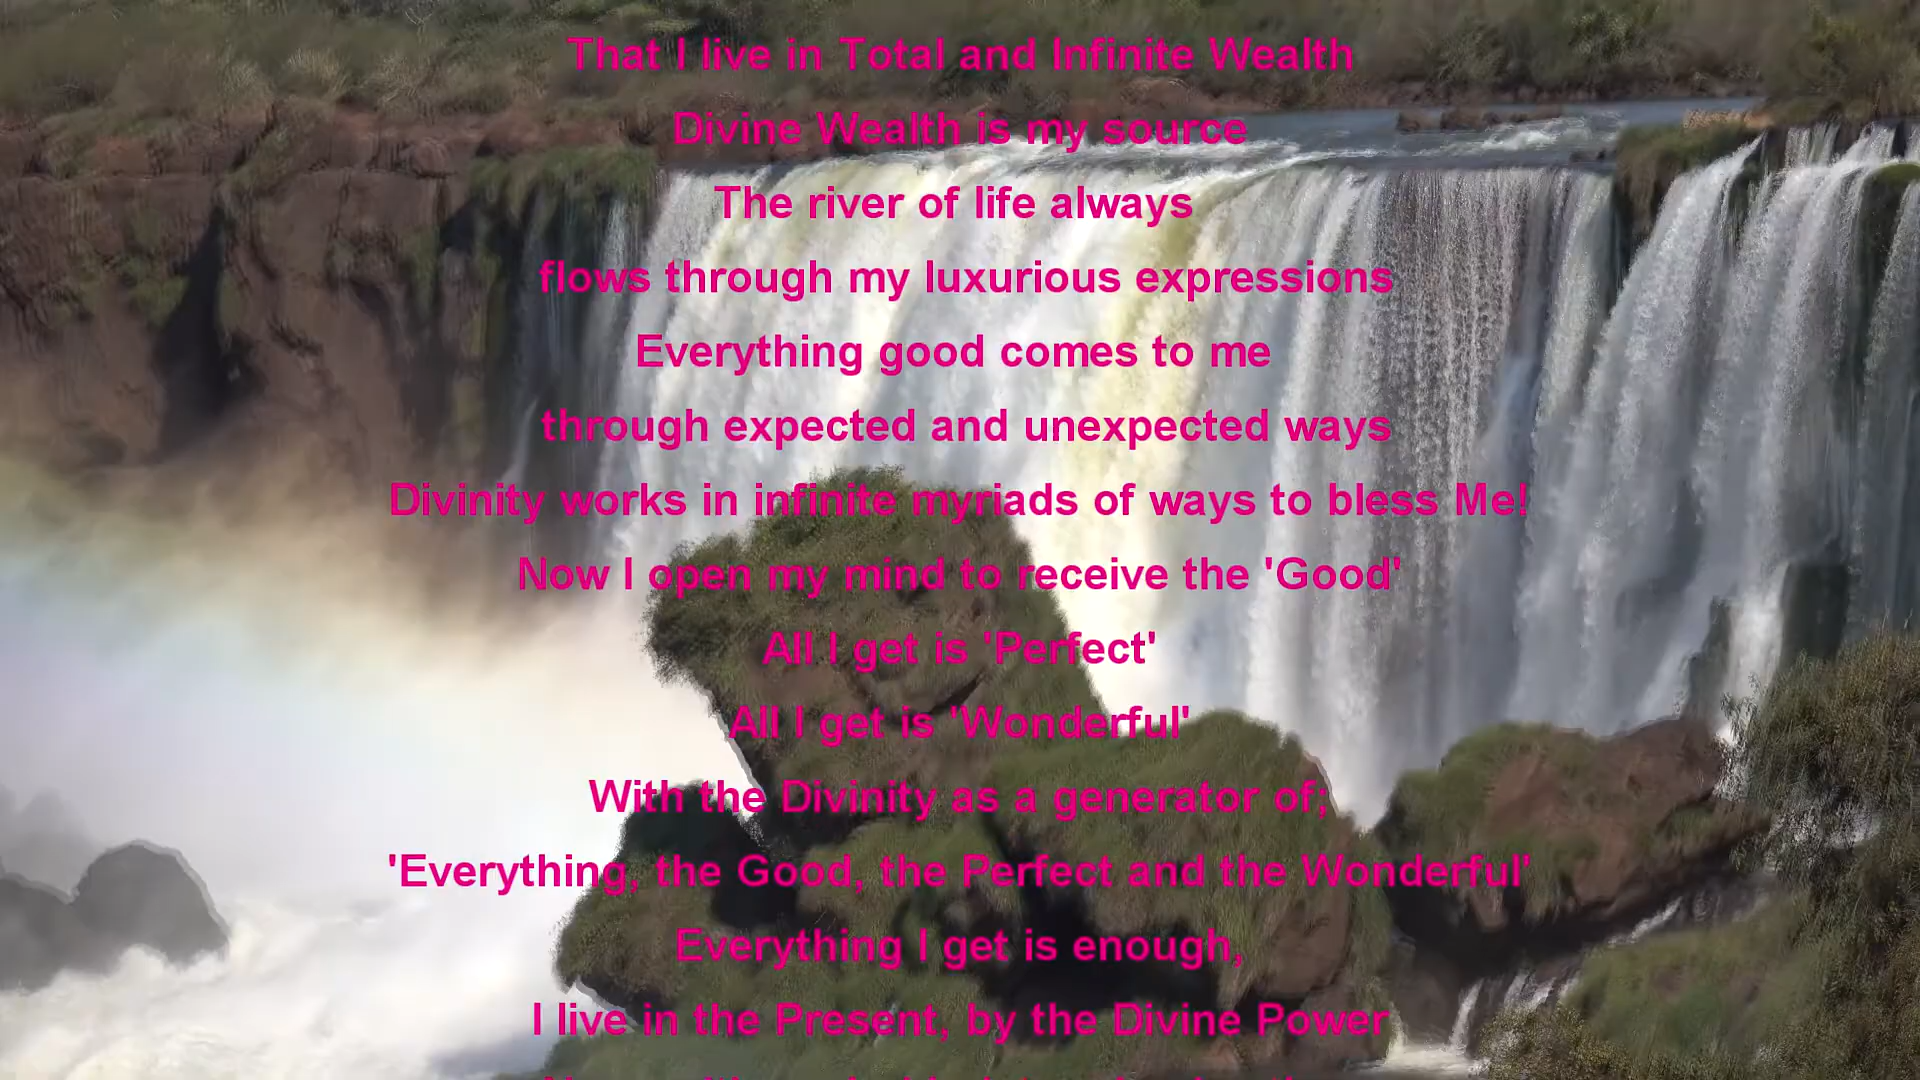 That I live in Total and Infinite Wealth
Divine Wealth is my source
The river of life always
flows through my luxurious expressions
Everything good comes to me
through expected and unexpected ways
Divinity works in infinite myriads of ways to bless Me!
Now I open my mind to receive the 'Good'
All I get is 'Perfect'
All I get is 'Wonderful'
With the Divinity as a generator of;
'Everything, the Good, the Perfect and the Wonderful'
Everything I get is enough,
I live in the Present, by the Divine Power